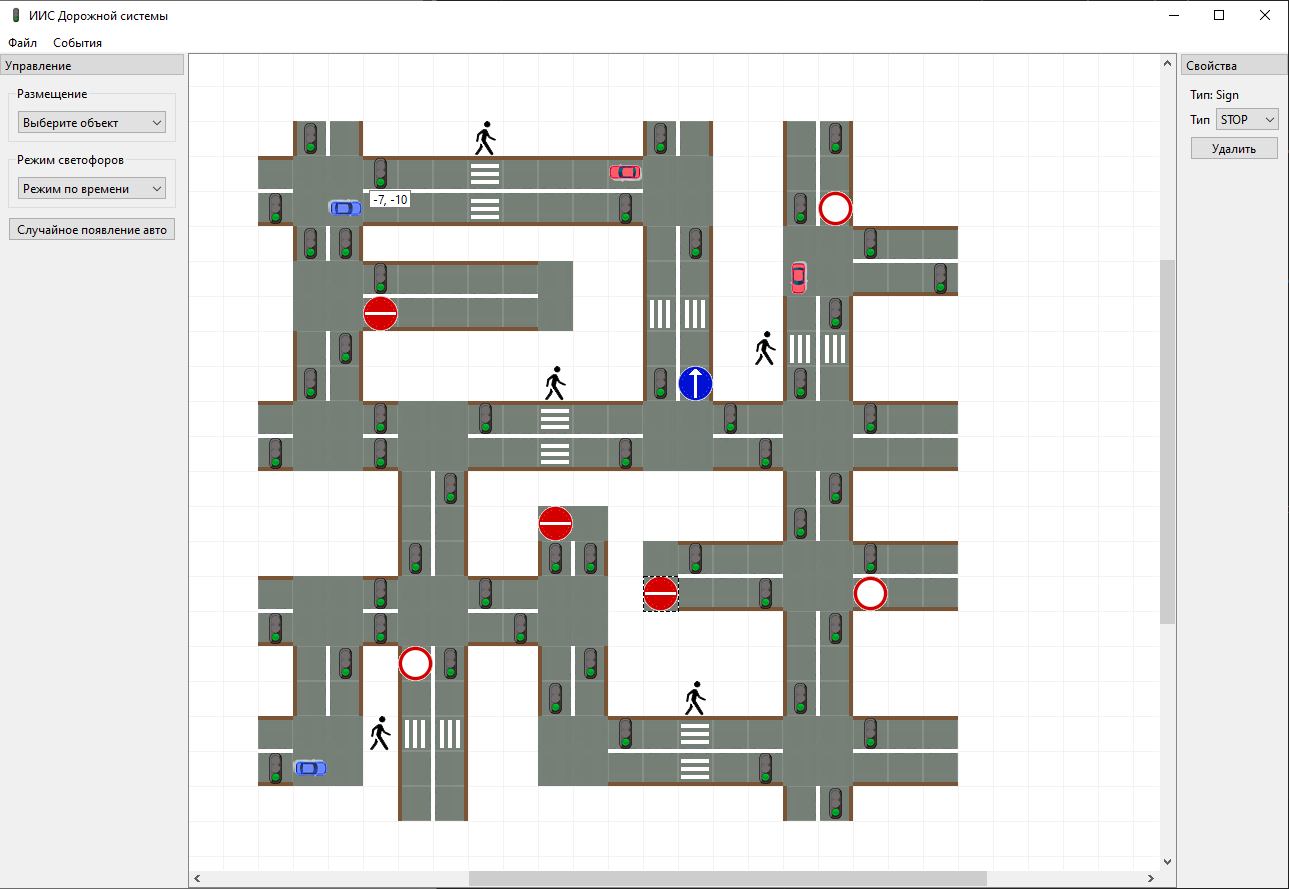 ИИС Дорожной системы
Файл События
Управление
Размещение
Выберите объект
Режим светофоров
Режим по времени
Случайное появление авто
-7, -10
Свойства
Тип: Sign
Тип STOP
Удалить